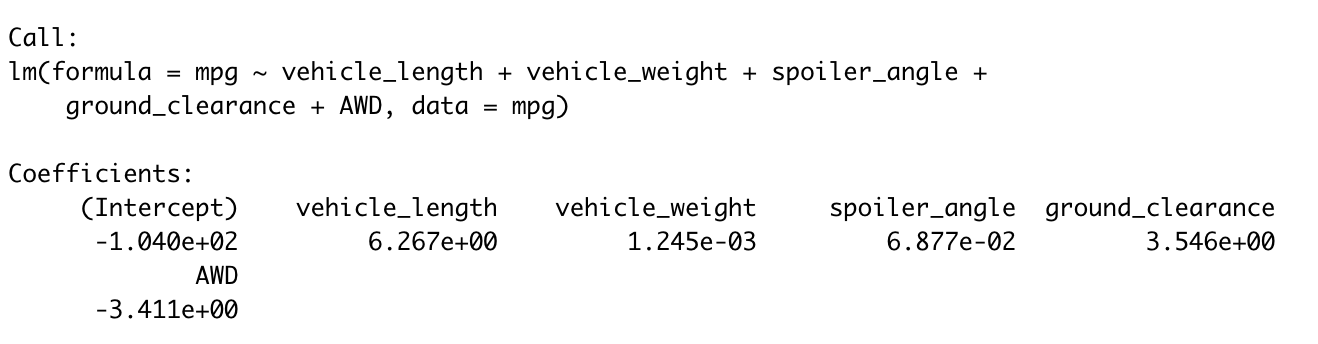 Call:
lm(formula = mpg ~ vehicle_length + vehicle_weight + spoiler_angle +
    ground_clearance + AWD, data = mpg)

Coefficients:
     (Intercept)    vehicle_length    vehicle_weight     spoiler_angle  ground_clearance
      -1.040e+02         6.267e+00         1.245e-03         6.877e-02         3.546e+00
             AWD
      -3.411e+00